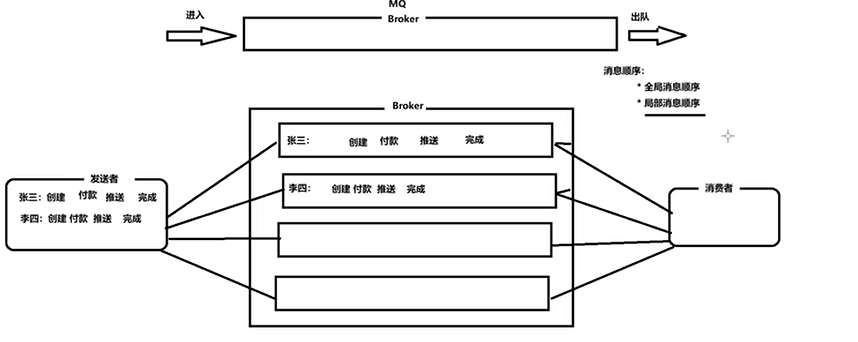 MQ
Broker
进入
出队
消息顺序:
* 全局消息顺序
* 局部消息顺序
Broker
张三: 创建 付款 推送 完成
李四: 创建 付款 推送 完成
发送者
张三: 创建 付款 推送 完成
李四: 创建 付款 推送 完成
消费者